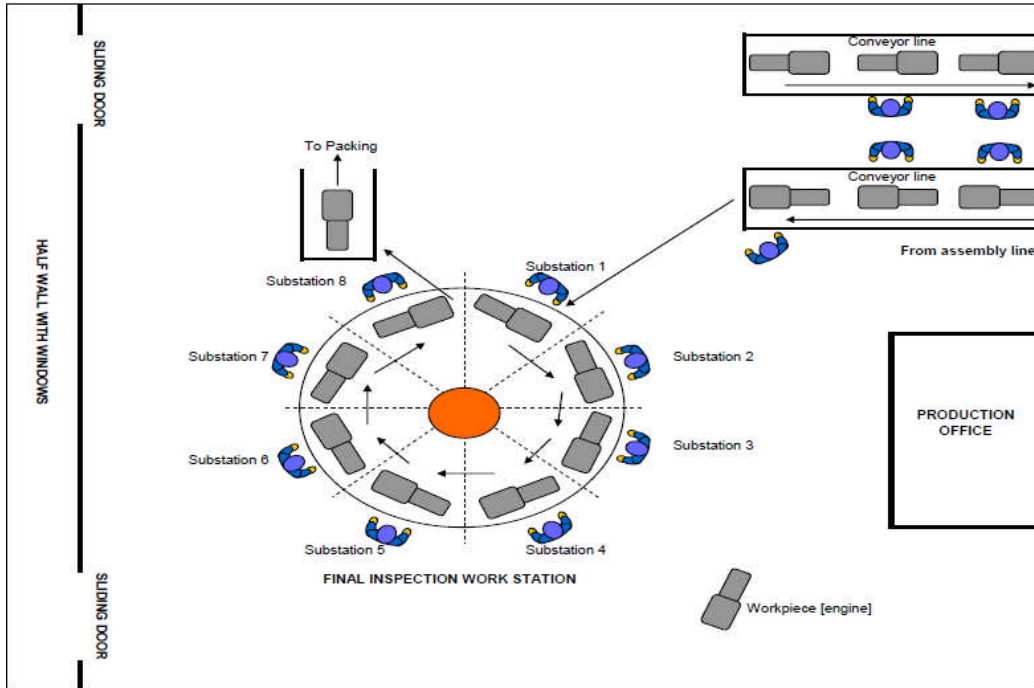 SLIDING DOOR
Conveyor line
To Packing
Conveyor line
From assembly line
HALF WALL WITH WINDOWS
Substation 8
Substation 1
Substation 7
Substation 2
PRODUCTION
OFFICE
Substation 6
Substation 3
Substation 5
Substation 4
FINAL INSPECTION WORK STATION
SLIDING DOOR
Workpiece [engine]